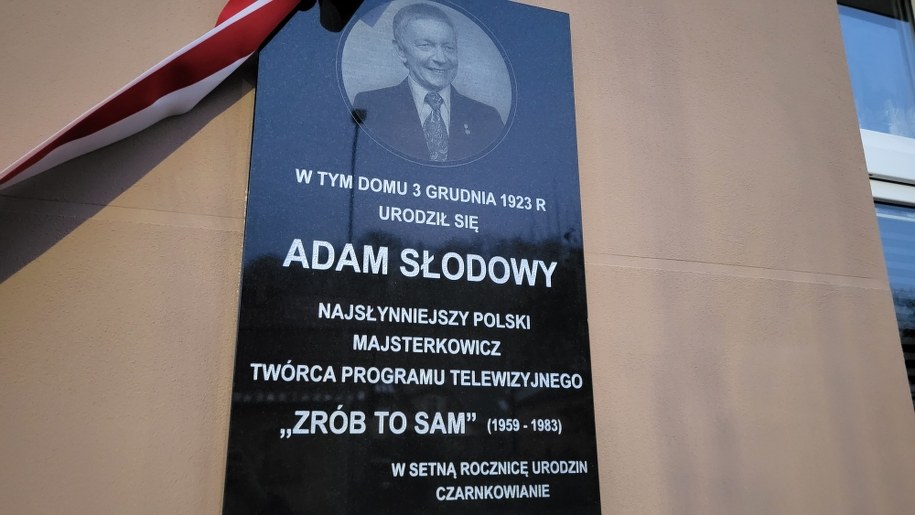 W TYM DOMU 3 GRUDNIA 1923 R
URODZIŁ SIĘ
ADAM SŁODOWY
NAJSŁYNNIEJSZY POLSKI
MAJSTERKOWICZ
TWÓRCA PROGRAMU TELEWIZYJNEGO
„ZRÓB TO SAM” (1959 - 1983)
W SETNĄ ROCZNICĘ URODZIN
CZARNKOWIANIE